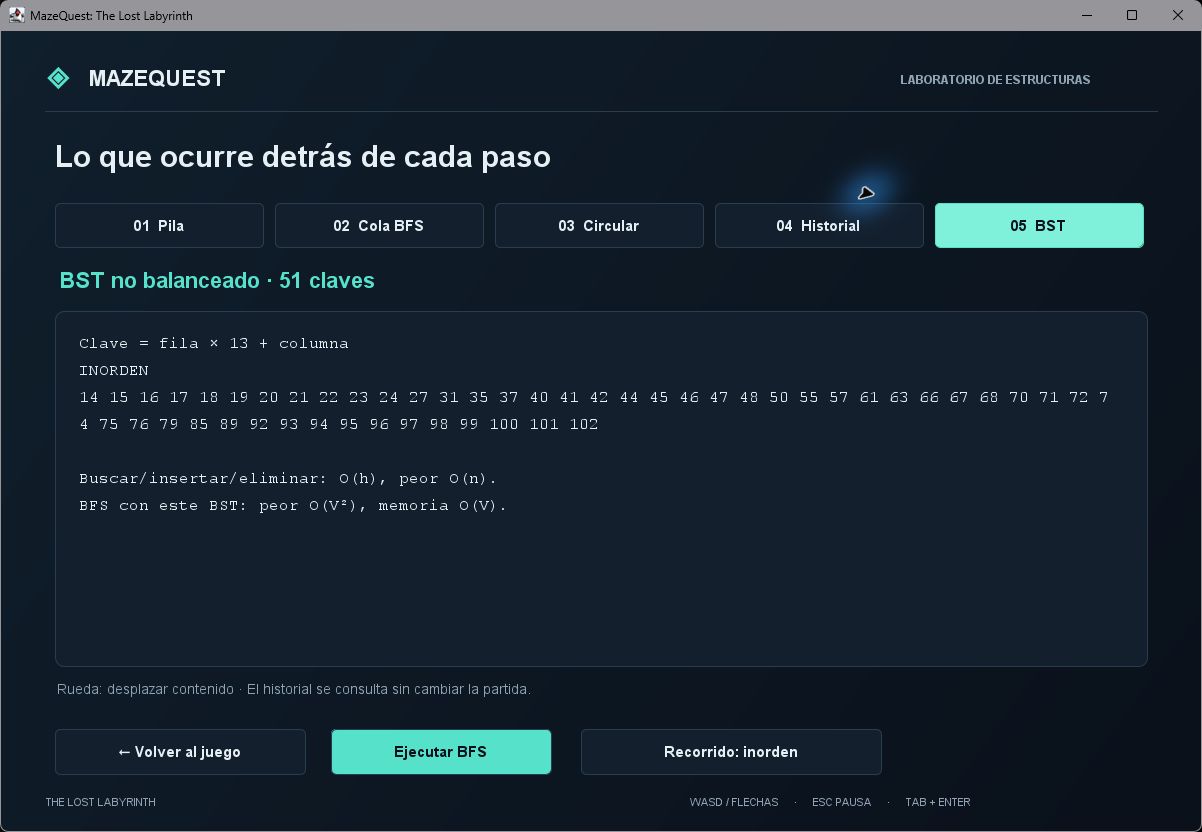 MazeQuest: The Lost Labyrinth
MAZEQUEST
LABORATORIO DE ESTRUCTURAS
Lo que ocurre detrás de cada paso
01 Pila
02 Cola BFS
03 Circular
04 Historial
05 BST
BST no balanceado · 51 claves
Clave = fila × 13 + columna
INORDEN
14 15 16 17 18 19 20 21 22 23 24 27 31 35 37 40 41 42 44 45 46 47 48 50 55 57 61 63 66 67 68 70 71 72 7
4 75 76 79 85 89 92 93 94 95 96 97 98 99 100 101 102
Buscar/insertar/eliminar: O(h), peor O(n).
BFS con este BST: peor O(V²), memoria O(V).
Rueda: desplazar contenido · El historial se consulta sin cambiar la partida.
← Volver al juego
Ejecutar BFS
Recorrido: inorden
THE LOST LABYRINTH
WASD / FLECHAS · ESC PAUSA · TAB + ENTER